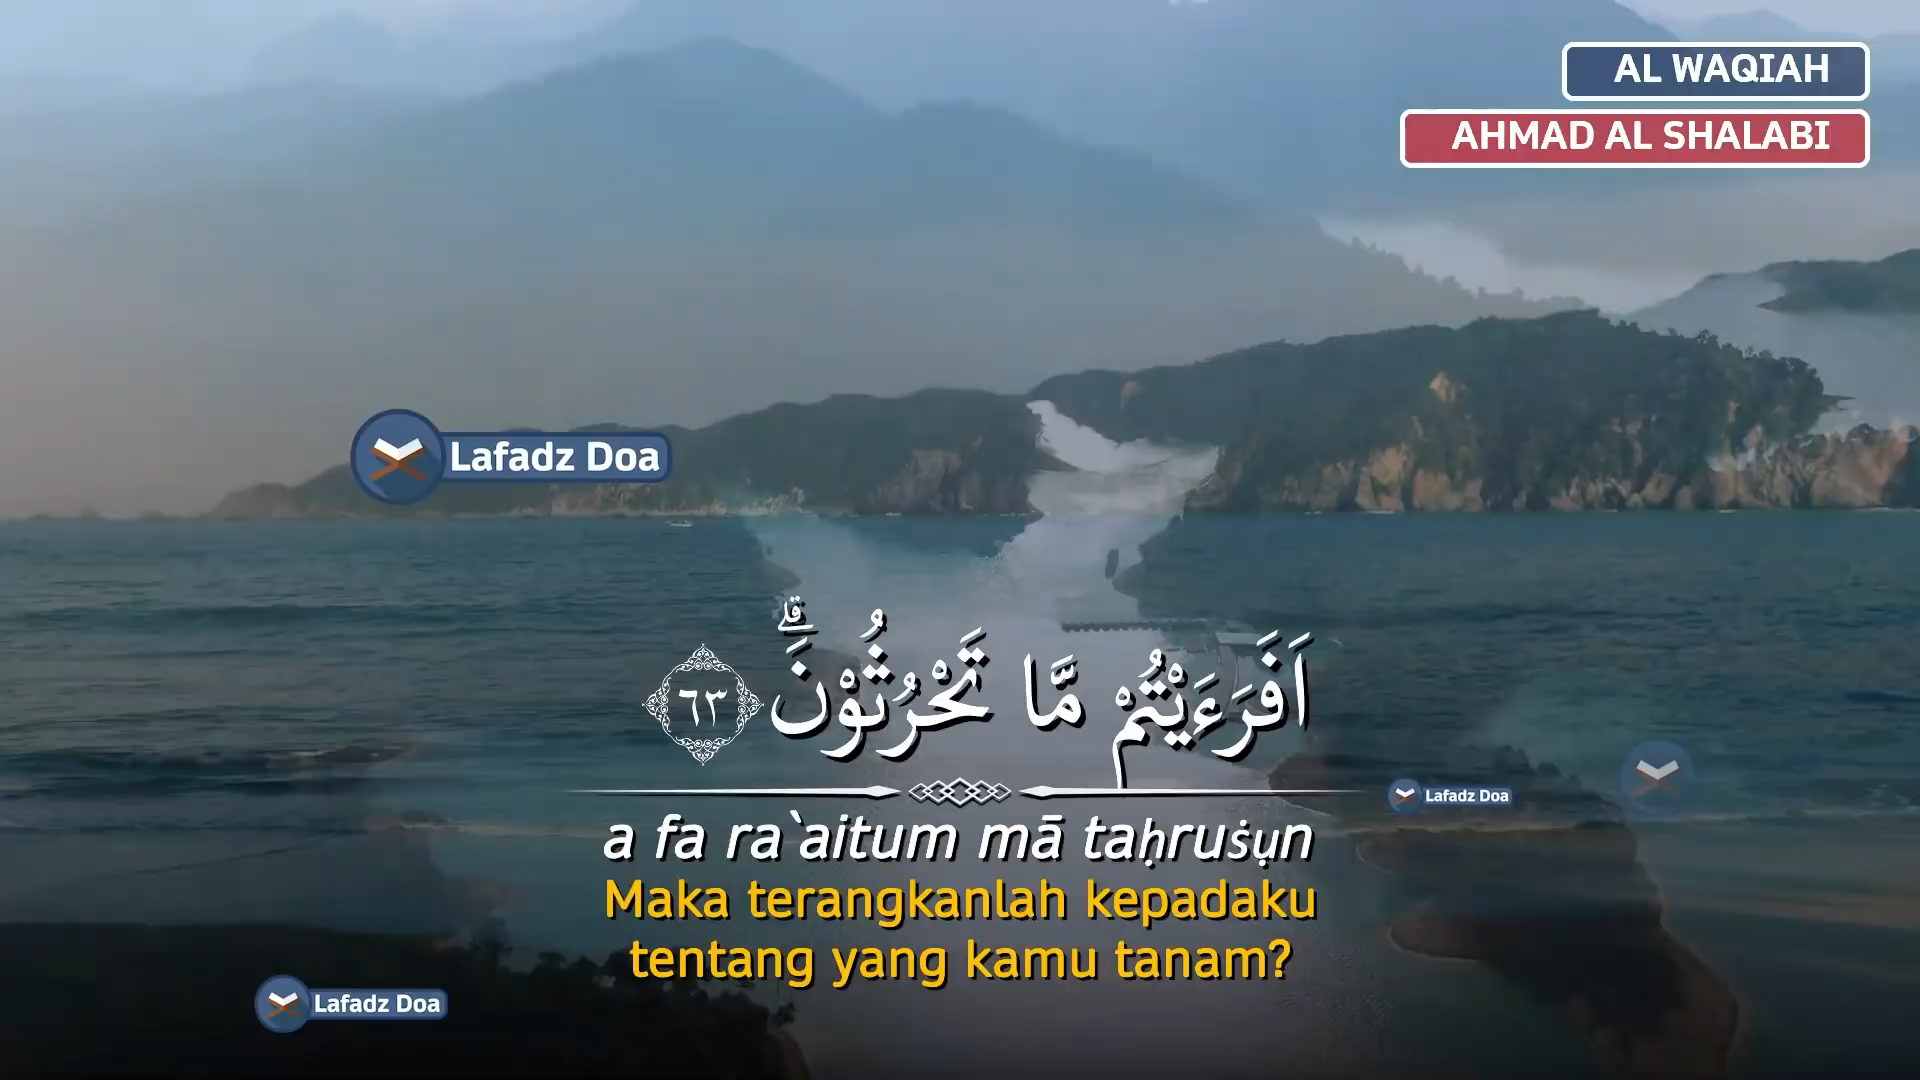 AL WAQIAH
AHMAD AL SHALABI
Lafadz Doa
اَفَرَءَيْتُمْ مَّا تَحْرُثُوْنَۗ ٦٣
Lafadz Doa
a fa ra`aitum mā taḥruṡụn
Maka terangkanlah kepadaku
tentang yang kamu tanam?
Lafadz Doa